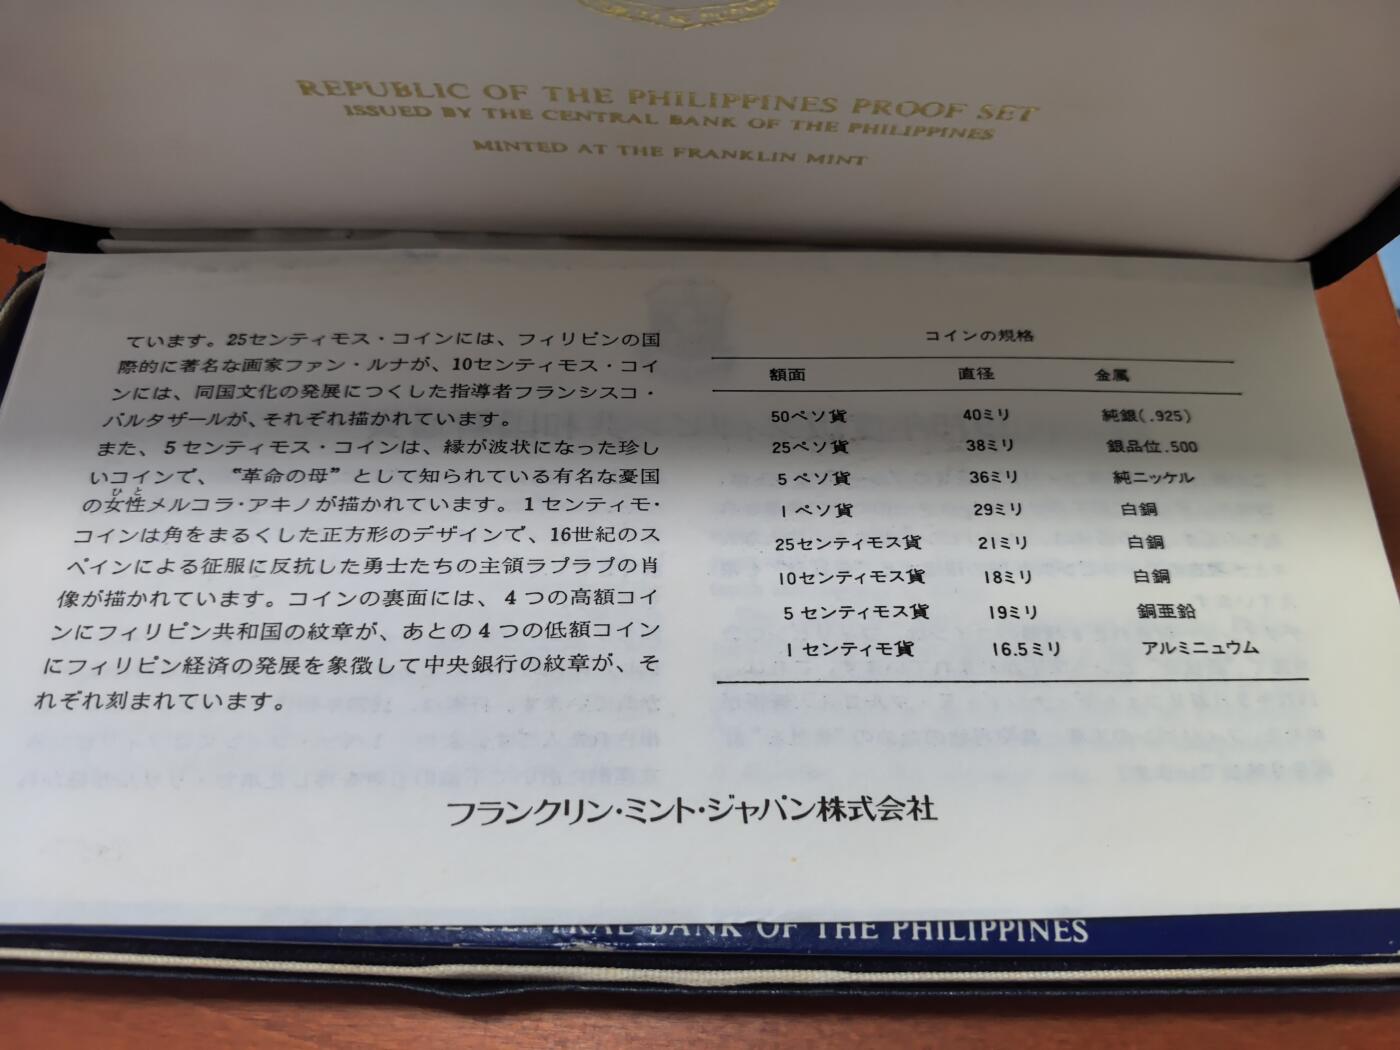 REPUBLIC OF THE PHILIPPINES PROOF SET
ISSUED BY THE CENTRAL BANK OF THE PHILIPPINES
MINTED AT THE FRANKLIN MINT
ています。25センティモス・コインには、フィリピンの国
際的に著名な画家ファン・ルナが、10センティモス・コイ
ンには、同国文化の発展につくした指導者フランシスコ・
バルタザールが、それぞれ描かれています。
また、5センティモス・コインは、縁が波状になった珍し
いコインで、“革命の母”として知られている有名な憂国
の女性メルコラ・アキノが描かれています。1センティモ・
ひと
コインは角をまるくした正方形のデザインで、16世紀のス
ペインによる征服に反抗した勇士たちの主領ラプラプの肖
像が描かれています。コインの裏面には、4つの高額コイ
ンにフィリピン共和国の紋章が、あとの4つの低額コイン
にフィリピン経済の発展を象徴して中央銀行の紋章が、そ
れぞれ刻まれています。
コインの規格
額面 直径 金属
50ペソ貨 40ミリ 純銀(.925)
25ペソ貨 38ミリ 銀品位.500
5ペソ貨 36ミリ 純ニッケル
1ペソ貨 29ミリ 白銅
25センティモス貨 21ミリ 白銅
10センティモス貨 18ミリ 白銅
5センティモス貨 19ミリ 銅亜鉛
1センティモ貨 16.5ミリ アルミニュウム
フランクリン・ミント・ジャパン株式会社
THE CENTRAL BANK OF THE PHILIPPINES